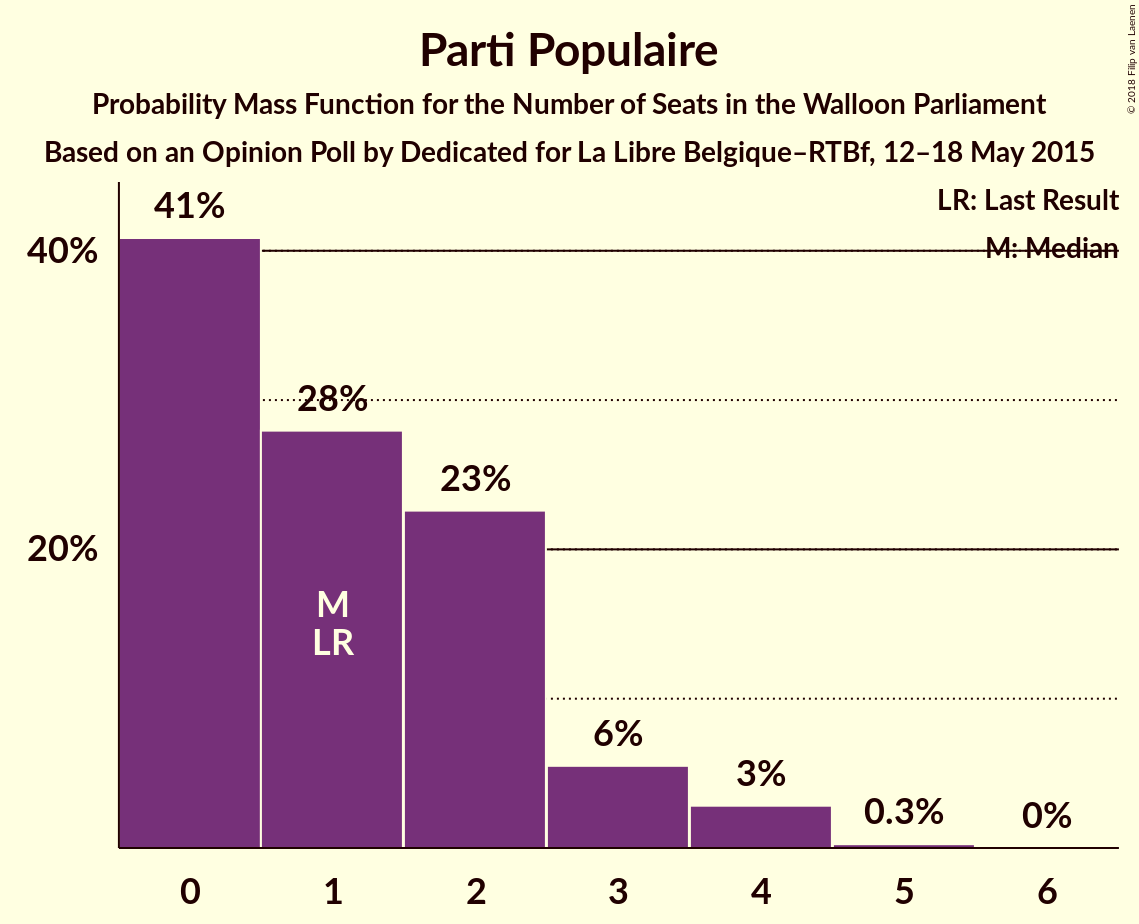 Parti Populaire
Probability Mass Function for the Number of Seats in the Walloon Parliament
Based on an Opinion Poll by Dedicated for La Libre Belgique–RTBf, 12–18 May 2015
© 2018 Filip van Laenen
LR: Last Result
M: Median
41%
40%
28%
23%
20%
M
LR
6%
3%
0.3%
0%
0 1 2 3 4 5 6